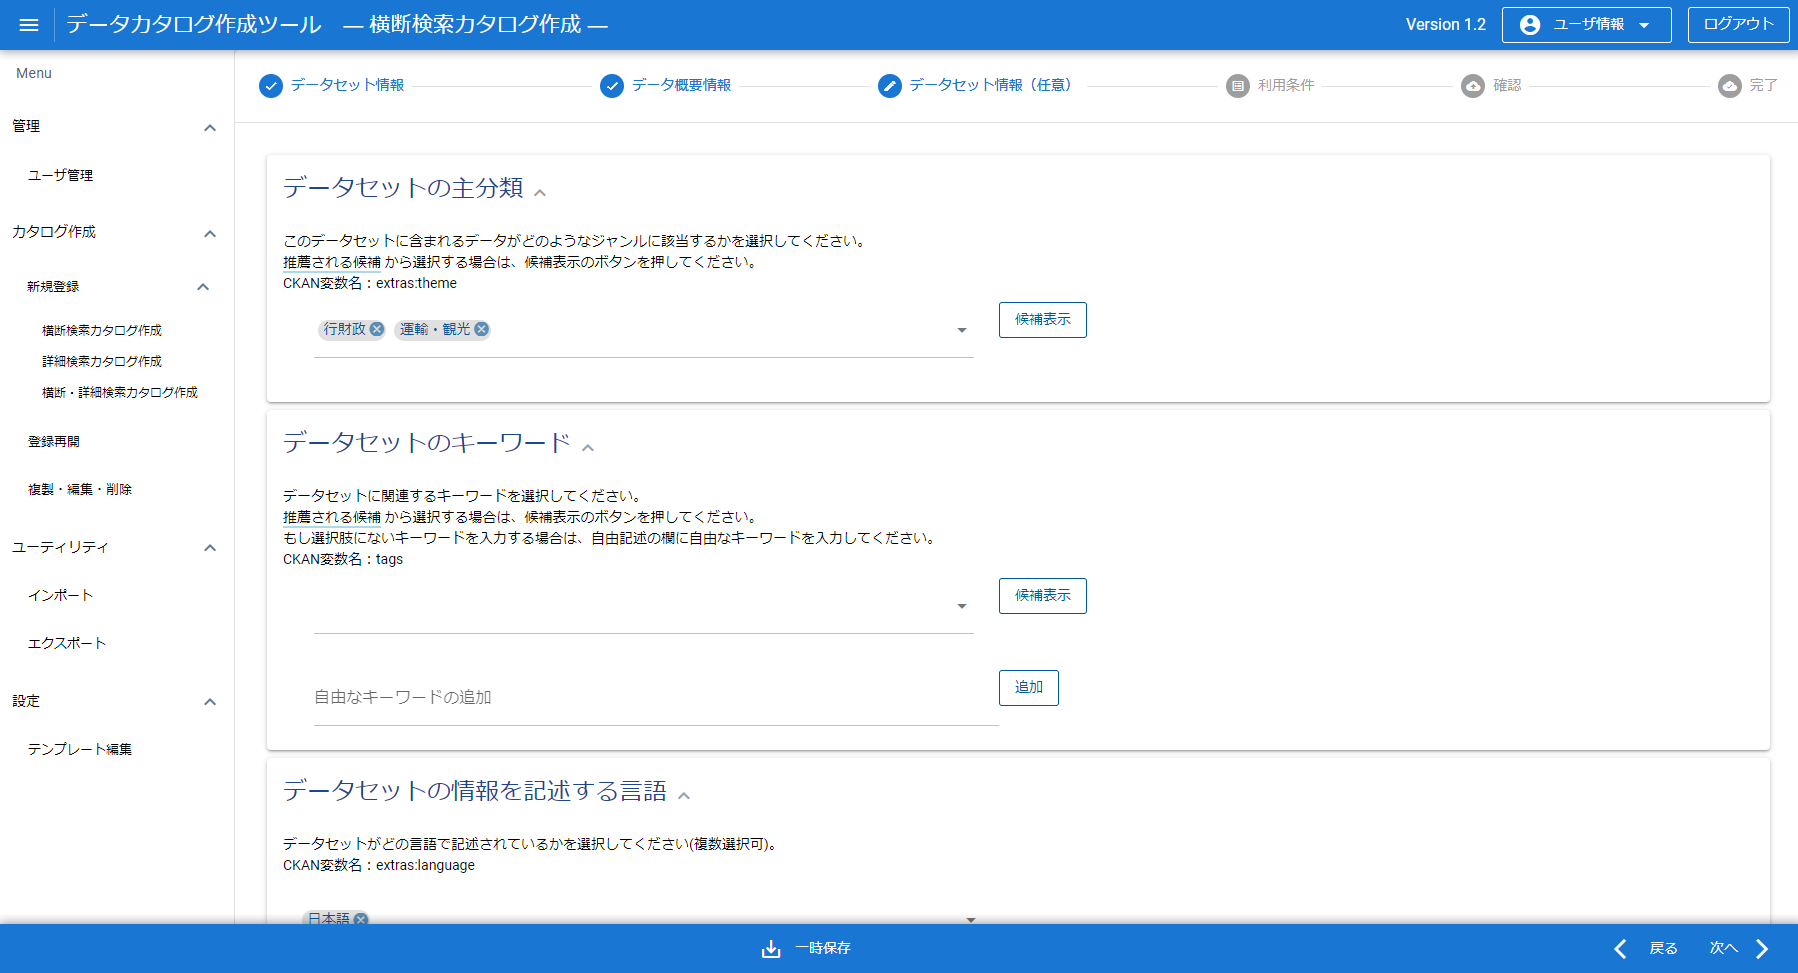 データカタログ作成ツール ― 横断検索カタログ作成 ―
Version 1.2
ユーザ情報
ログアウト
Menu
管理
ユーザ管理
カタログ作成
新規登録
横断検索カタログ作成
詳細検索カタログ作成
横断・詳細検索カタログ作成
登録再開
複製・編集・削除
ユーティリティ
インポート
エクスポート
設定
テンプレート編集
データセット情報
データ概要情報
データセット情報（任意）
利用条件
確認
完了
データセットの主分類
このデータセットに含まれるデータがどのようなジャンルに該当するかを選択してください。
推薦される候補 から選択する場合は、候補表示のボタンを押してください。
CKAN変数名：extras:theme
行財政
運輸・観光
候補表示
データセットのキーワード
データセットに関連するキーワードを選択してください。
推薦される候補 から選択する場合は、候補表示のボタンを押してください。
もし選択肢にないキーワードを入力する場合は、自由記述の欄に自由なキーワードを入力してください。
CKAN変数名：tags
候補表示
自由なキーワードの追加
追加
データセットの情報を記述する言語
データセットがどの言語で記述されているかを選択してください(複数選択可)。
CKAN変数名：extras:language
日本語
一時保存
戻る
次へ